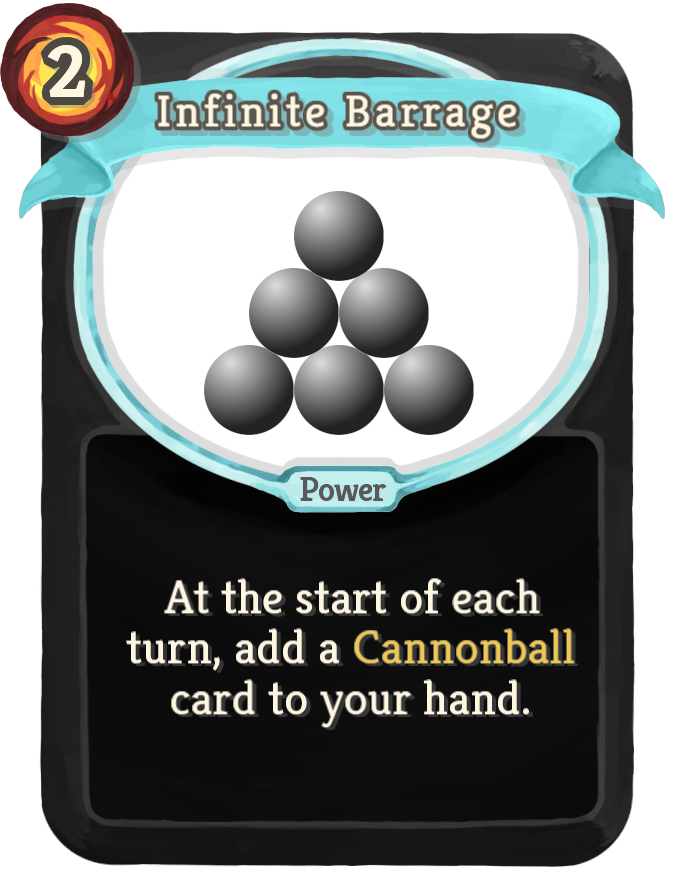 2
Infinite Barrage
Power
At the start of each
turn, add a Cannonball
card to your hand.